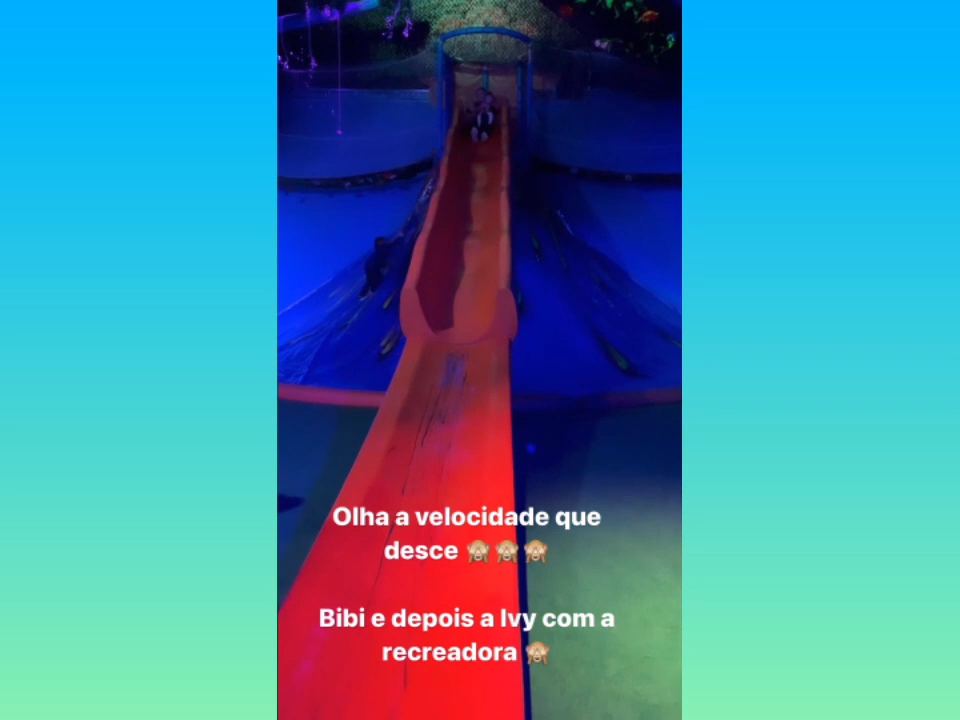 Olha a velocidade que
desce 🙈🙈🙈
Bibi e depois a Ivy com a
recreadora 🙈